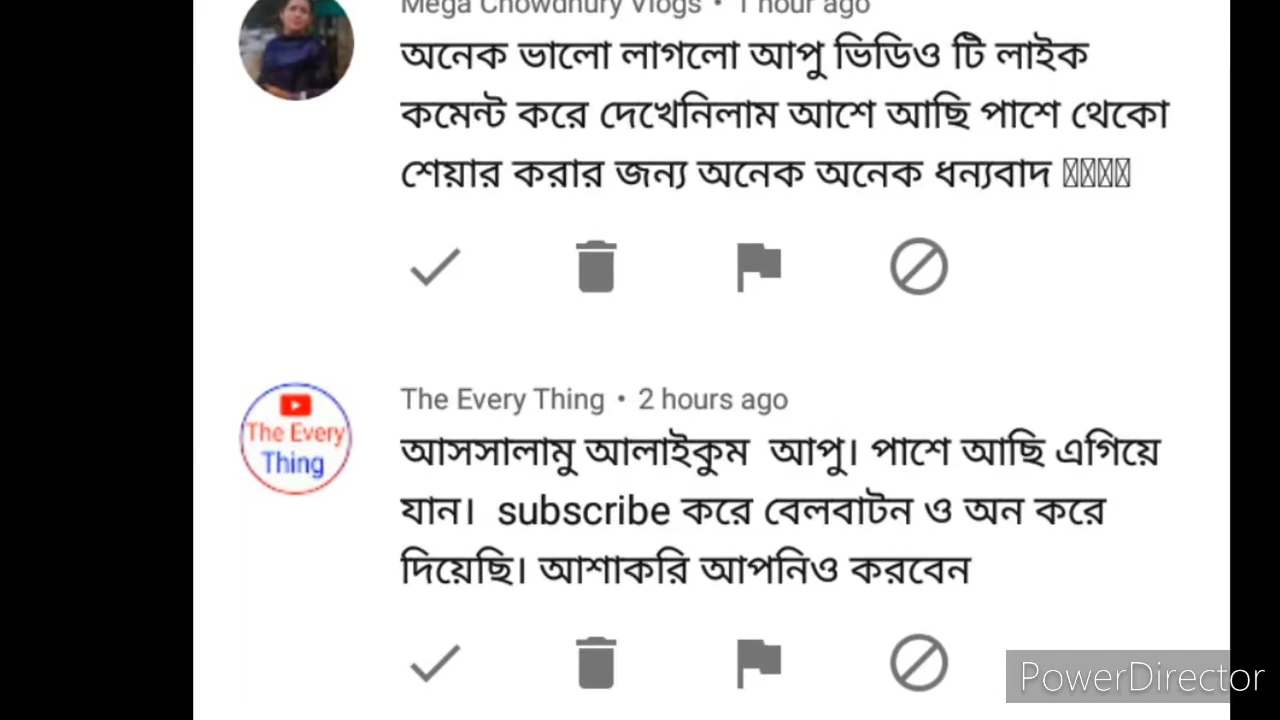 Mega Chowdhury Vlogs • 1 hour ago
অনেক ভালো লাগলো আপু ভিডিও টি লাইক
কমেন্ট করে দেখেনিলাম আশে আছি পাশে থেকো
শেয়ার করার জন্য অনেক অনেক ধন্যবাদ
The Every Thing • 2 hours ago
The Every
Thing
আসসালামু আলাইকুম আপু। পাশে আছি এগিয়ে
যান। subscribe করে বেলবাটন ও অন করে
দিয়েছি। আশাকরি আপনিও করবেন
PowerDirector